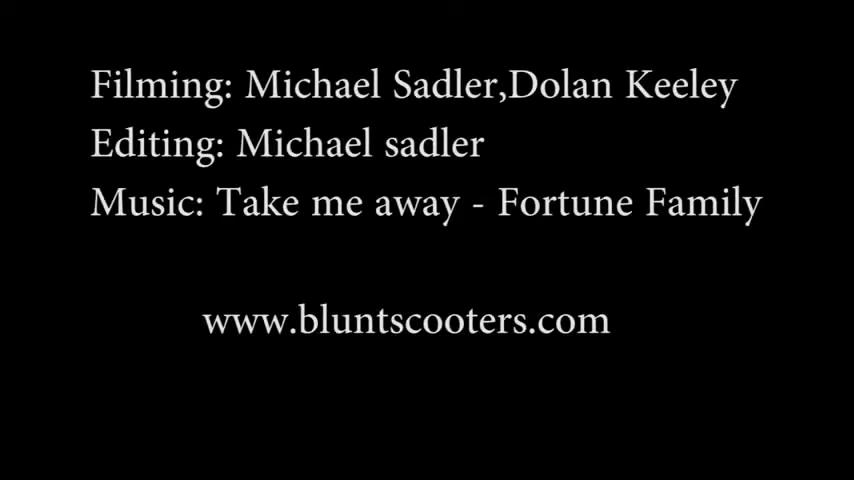 Filming: Michael Sadler,Dolan Keeley
Editing: Michael sadler
Music: Take me away - Fortune Family
www.bluntscooters.com